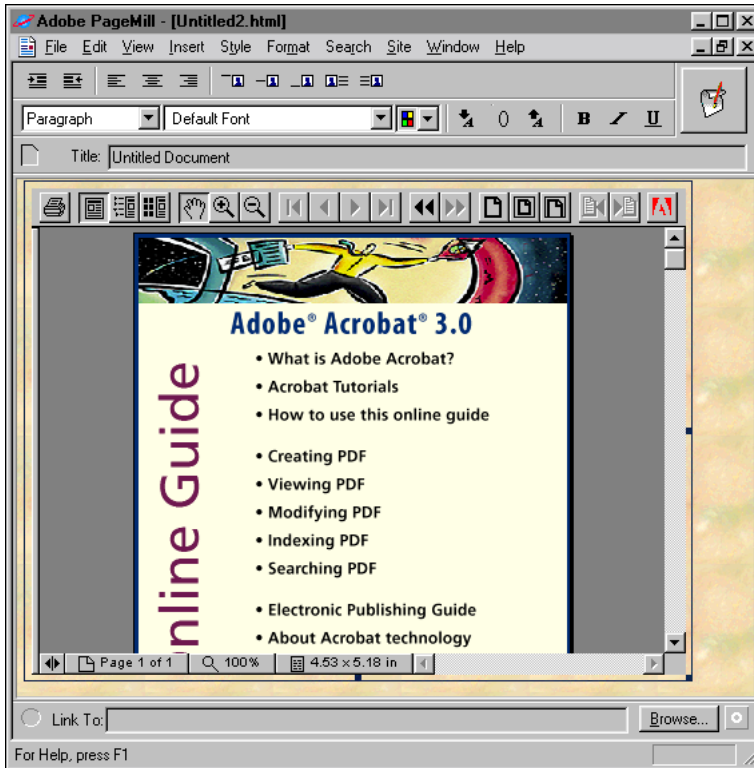 Adobe PageMill - [Untitled2.html]
File Edit View Insert Style Format Search Site Window Help
Paragraph Default Font B I U
Title: Untitled Document
Adobe® Acrobat® 3.0
Online Guide
• What is Adobe Acrobat?
• Acrobat Tutorials
• How to use this online guide
• Creating PDF
• Viewing PDF
• Modifying PDF
• Indexing PDF
• Searching PDF
• Electronic Publishing Guide
• About Acrobat technology
Page 1 of 1 100% 4.53 x 5.18 in
Link To: Browse...
For Help, press F1